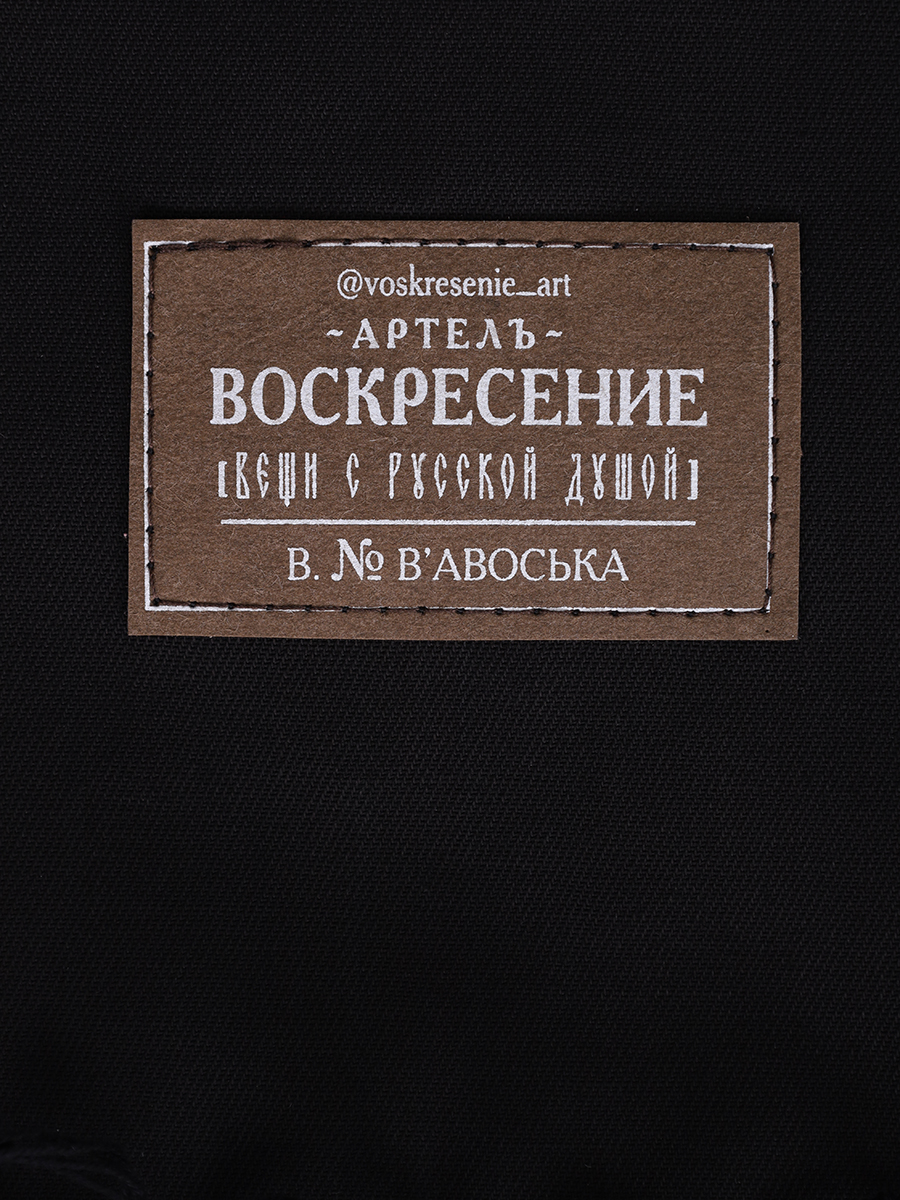 @voskresenie_art
~АРТЕЛЪ~
ВОСКРЕСЕНИЕ
[ВЕЩИ С РУССКОЙ ДУШОЙ]
В. № В'АВОСЬКА